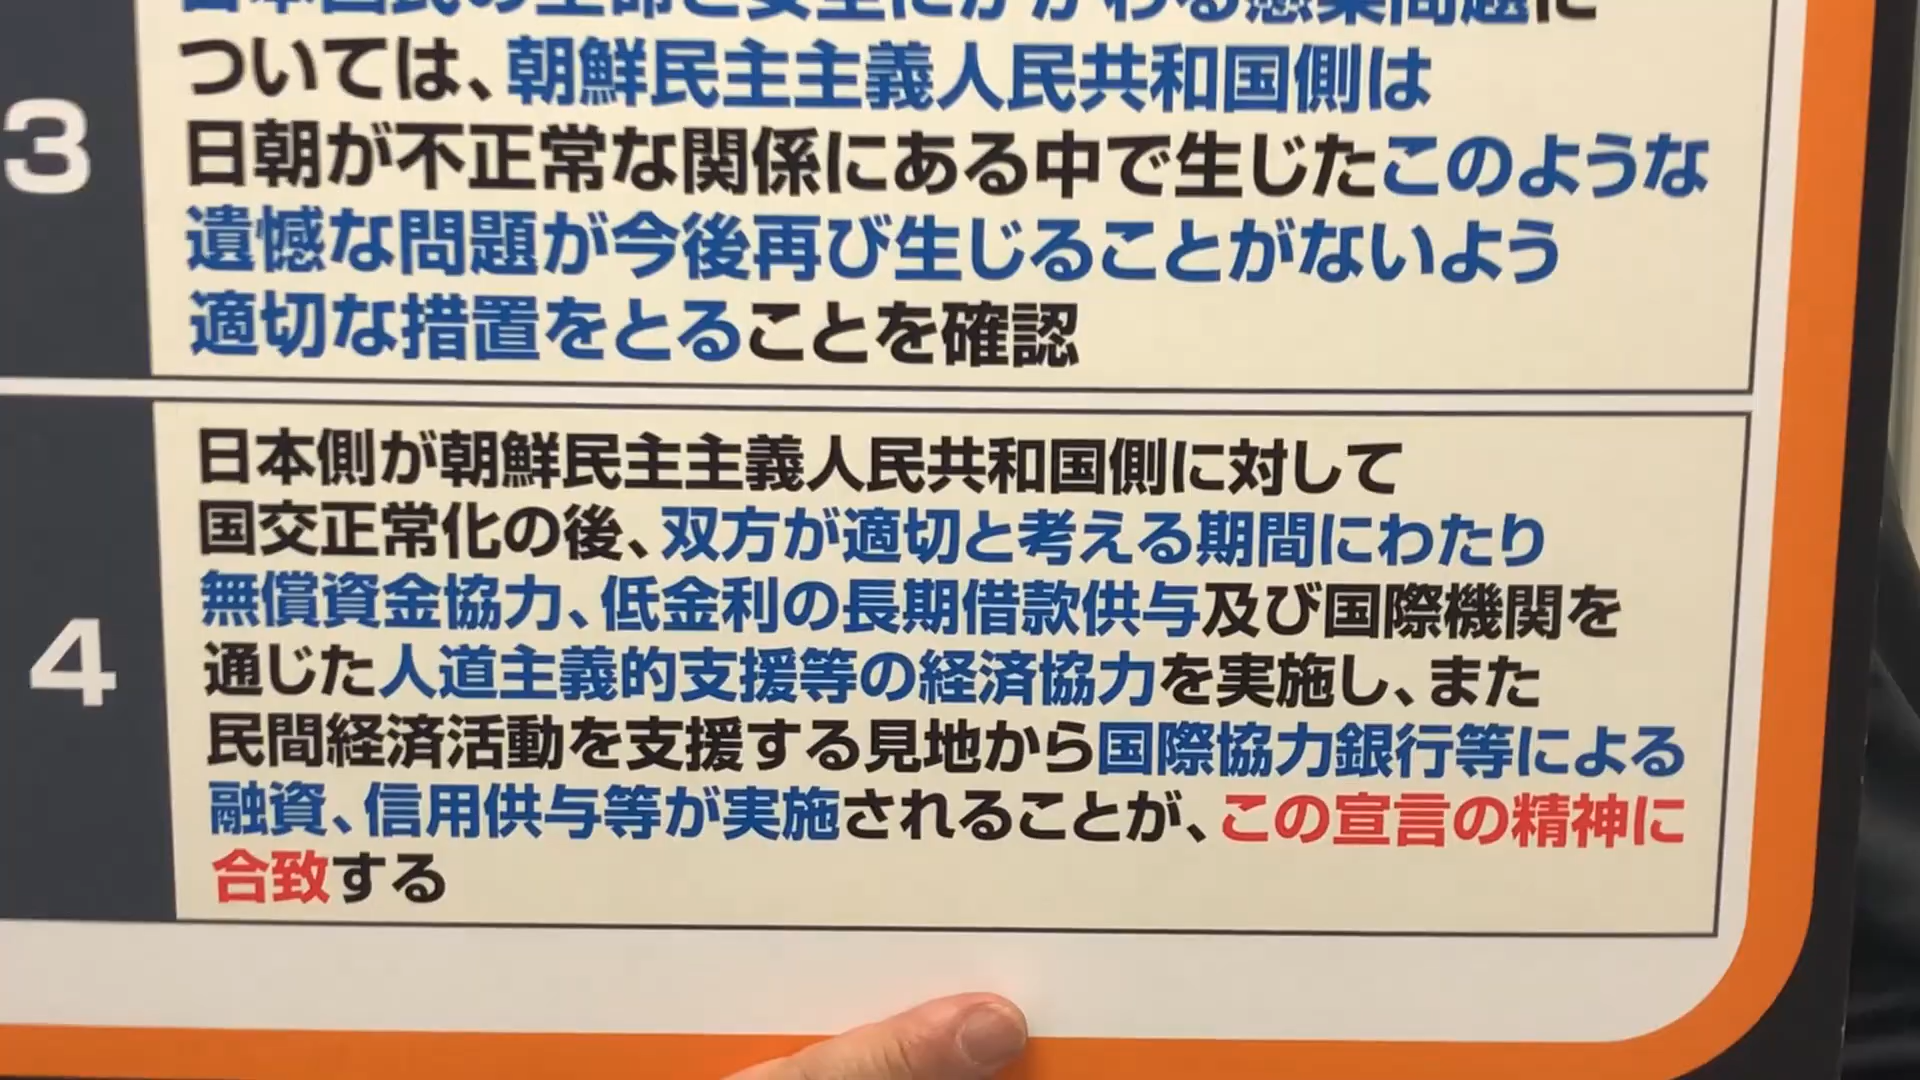 3
ついては、朝鮮民主主義人民共和国側は
日朝が不正常な関係にある中で生じたこのような
遺憾な問題が今後再び生じることがないよう
適切な措置をとることを確認
4
日本側が朝鮮民主主義人民共和国側に対して
国交正常化の後、双方が適切と考える期間にわたり
無償資金協力、低金利の長期借款供与及び国際機関を
通じた人道主義的支援等の経済協力を実施し、また
民間経済活動を支援する見地から国際協力銀行等による
融資、信用供与等が実施されることが、この宣言の精神に
合致する